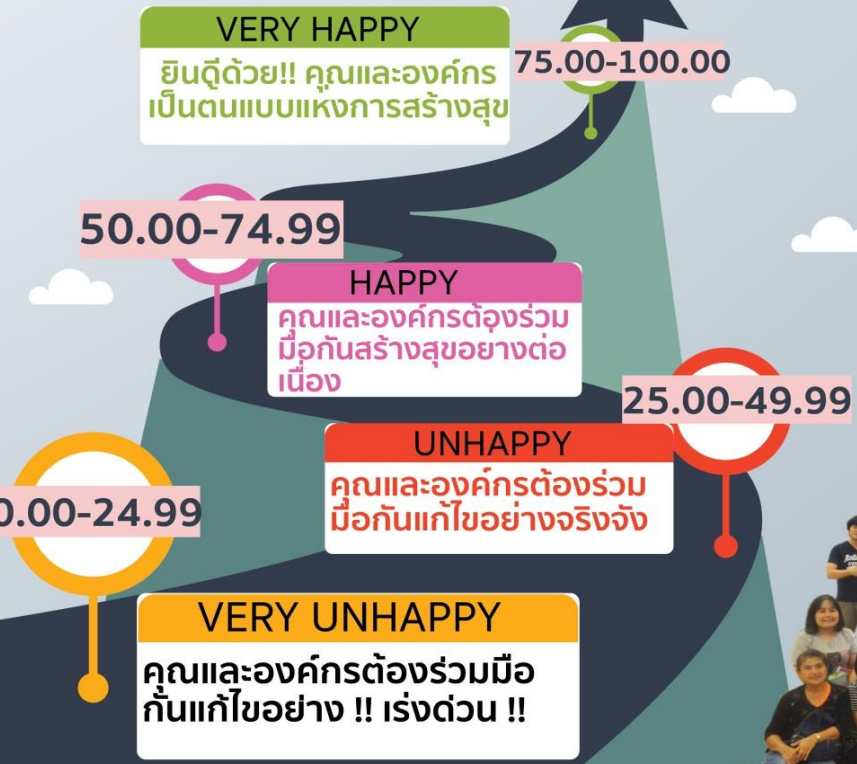 VERY HAPPY
ยินดีด้วย!! คุณและองค์กร
เป็นต้นแบบแห่งการสร้างสุข
75.00-100.00
50.00-74.99
HAPPY
คุณและองค์กรต้องร่วม
มือกันสร้างสุขอย่างต่อ
เนื่อง
25.00-49.99
UNHAPPY
คุณและองค์กรต้องร่วม
มือกันแก้ไขอย่างจริงจัง
0.00-24.99
VERY UNHAPPY
คุณและองค์กรต้องร่วมมือ
กันแก้ไขอย่าง !! เร่งด่วน !!